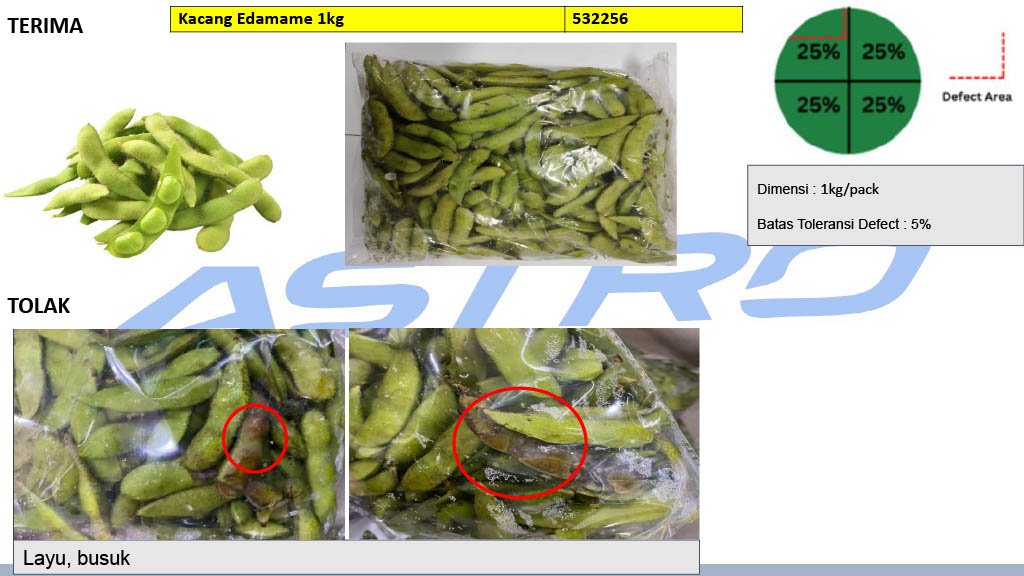 TERIMA
Kacang Edamame 1kg
532256
25%
25%
25%
25%
Defect Area
Dimensi : 1kg/pack
Batas Toleransi Defect : 5%
ASTRO
TOLAK
Layu, busuk